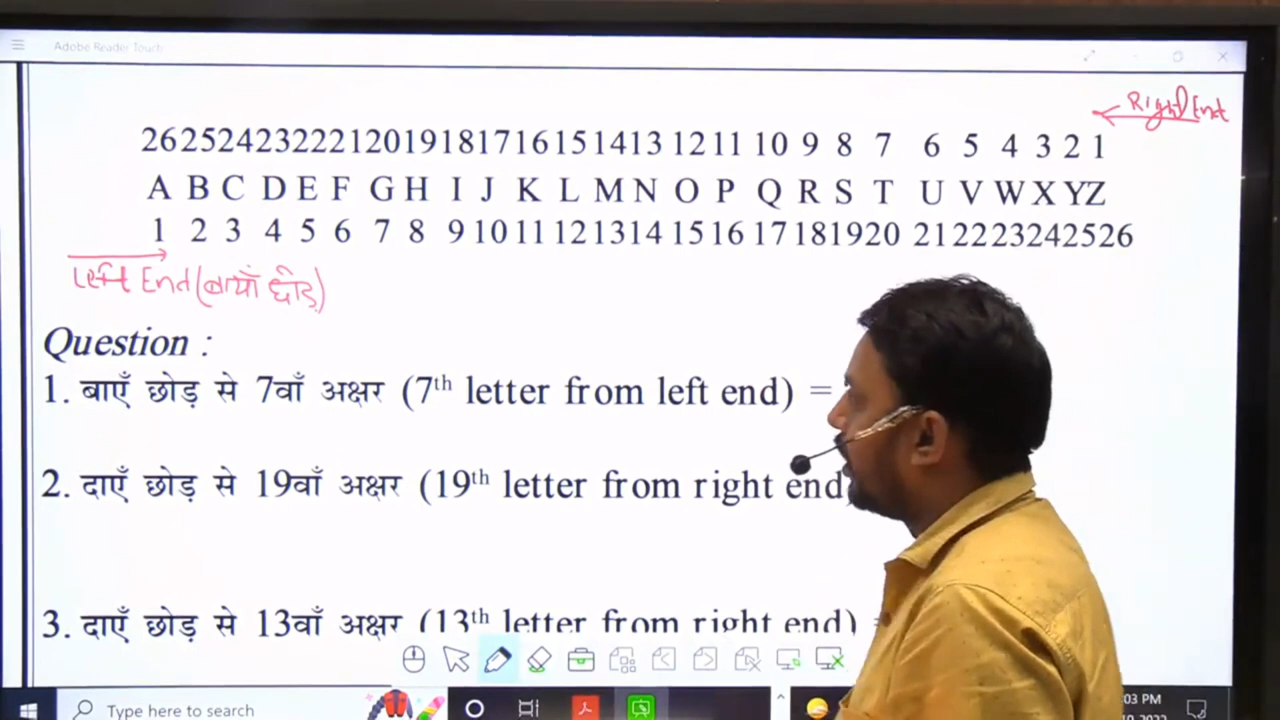 Adobe Reader Touch
Right End
26 25 24 23 22 21 20 19 18 17 16 15 14 13 12 11 10 9 8 7 6 5 4 3 2 1
A B C D E F G H I J K L M N O P Q R S T U V W X Y Z
1 2 3 4 5 6 7 8 9 10 11 12 13 14 15 16 17 18 19 20 21 22 23 24 25 26
Left End (बायाँ छोड़)
Question :
1. बाएँ छोड़ से 7वाँ अक्षर (7th letter from left end) =
2. दाएँ छोड़ से 19वाँ अक्षर (19th letter from right end)
3. दाएँ छोड़ से 13वाँ अक्षर (13th letter from right end) =
Type here to search
03 PM